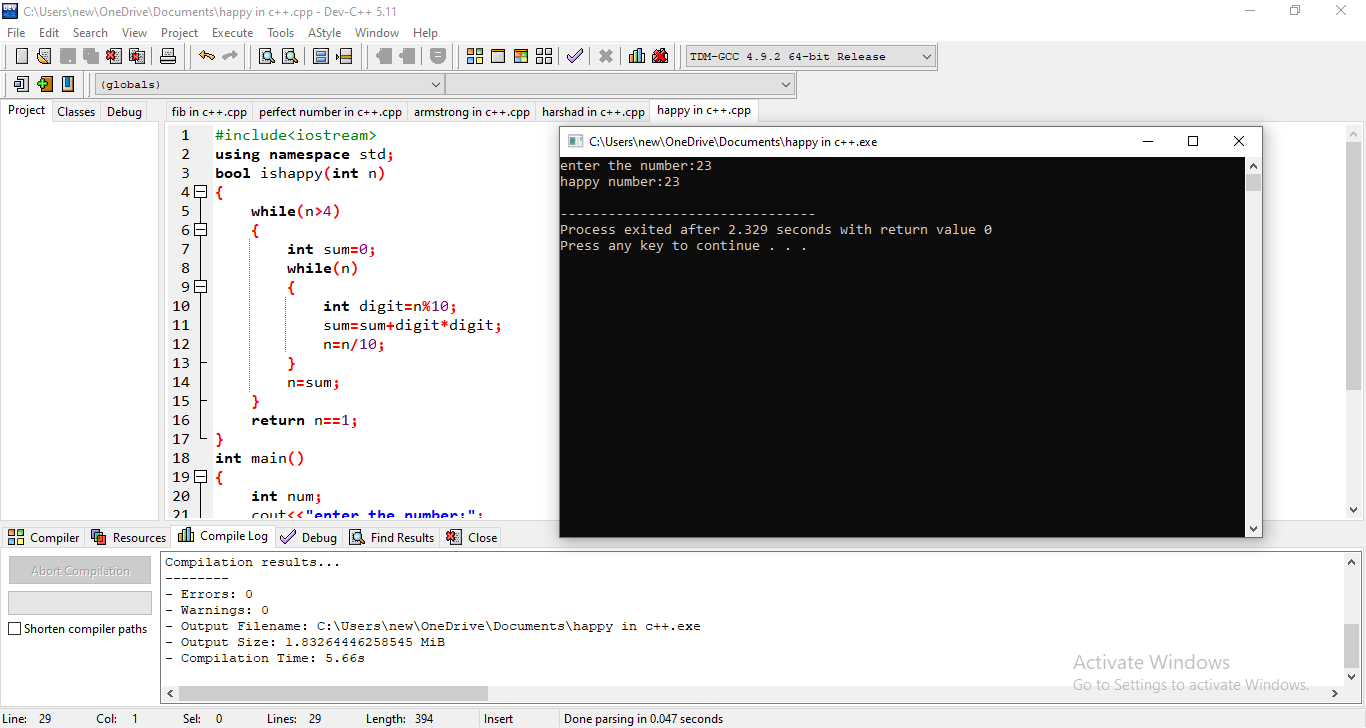 C:\Users\new\OneDrive\Documents\happy in c++.cpp - Dev-C++ 5.11
File Edit Search View Project Execute Tools AStyle Window Help
TDM-GCC 4.9.2 64-bit Release
(globals)
Project Classes Debug
fib in c++.cpp perfect number in c++.cpp armstrong in c++.cpp harshad in c++.cpp happy in c++.cpp
1 #include<iostream>
2 using namespace std;
3 bool ishappy(int n)
4 {
5 while(n>4)
6 {
7 int sum=0;
8 while(n)
9 {
10 int digit=n%10;
11 sum=sum+digit*digit;
12 n=n/10;
13 }
14 n=sum;
15 }
16 return n==1;
17 }
18 int main()
19 {
20 int num;
21 cout<<"enter the number:";
C:\Users\new\OneDrive\Documents\happy in c++.exe
enter the number:23
happy number:23
--------------------------------
Process exited after 2.329 seconds with return value 0
Press any key to continue . . .
Compiler Resources Compile Log Debug Find Results Close
Abort Compilation
Shorten compiler paths
Compilation results...
--------
- Errors: 0
- Warnings: 0
- Output Filename: C:\Users\new\OneDrive\Documents\happy in c++.exe
- Output Size: 1.83264446258545 MiB
- Compilation Time: 5.66s
Activate Windows
Go to Settings to activate Windows.
Line: 29 Col: 1 Sel: 0 Lines: 29 Length: 394 Insert Done parsing in 0.047 seconds